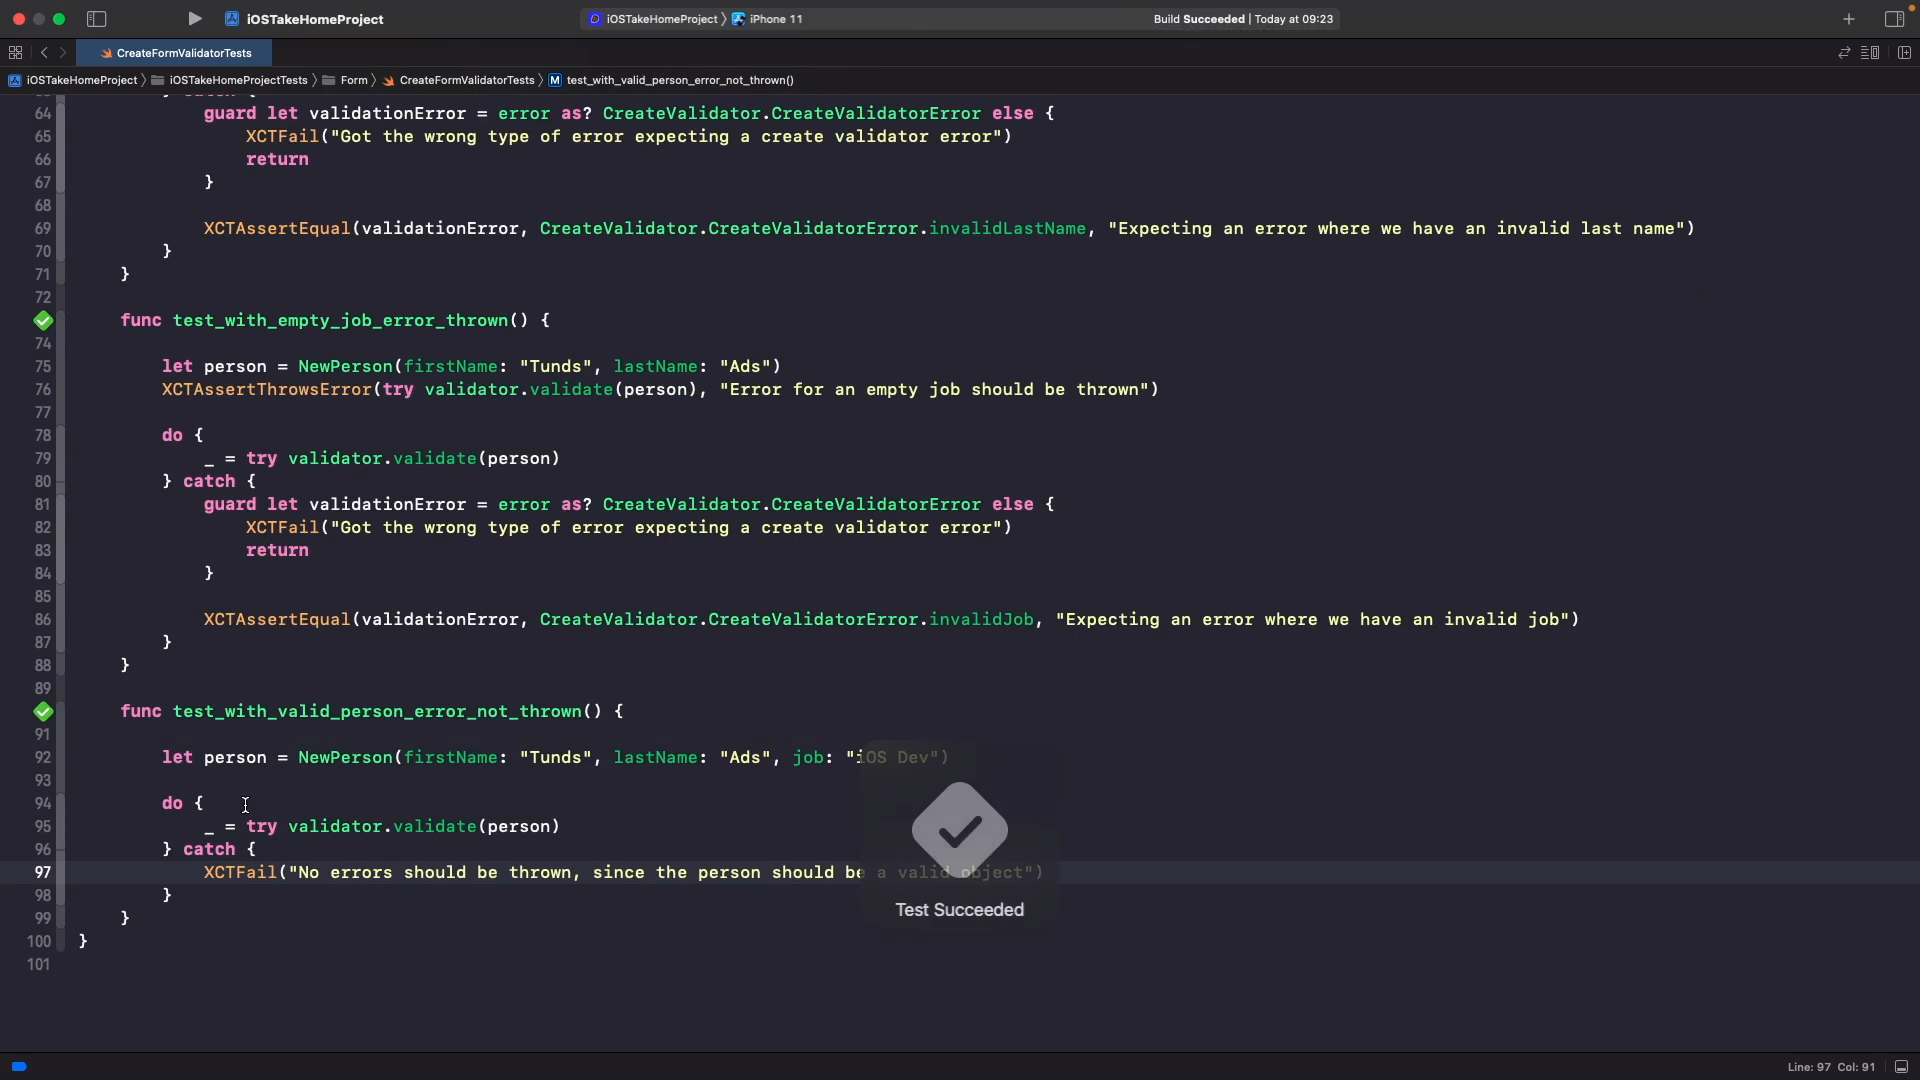 iOSTakeHomeProject
iOSTakeHomeProject 〉 iPhone 11
Build Succeeded | Today at 09:23
CreateFormValidatorTests
iOSTakeHomeProject 〉 iOSTakeHomeProjectTests 〉 Form 〉 CreateFormValidatorTests 〉 M test_with_valid_person_error_not_thrown()
64 guard let validationError = error as? CreateValidator.CreateValidatorError else {
65 XCTFail("Got the wrong type of error expecting a create validator error")
66 return
67 }
68
69 XCTAssertEqual(validationError, CreateValidator.CreateValidatorError.invalidLastName, "Expecting an error where we have an invalid last name")
70 }
71 }
72
func test_with_empty_job_error_thrown() {
74
75 let person = NewPerson(firstName: "Tunds", lastName: "Ads")
76 XCTAssertThrowsError(try validator.validate(person), "Error for an empty job should be thrown")
77
78 do {
79 _ = try validator.validate(person)
80 } catch {
81 guard let validationError = error as? CreateValidator.CreateValidatorError else {
82 XCTFail("Got the wrong type of error expecting a create validator error")
83 return
84 }
85
86 XCTAssertEqual(validationError, CreateValidator.CreateValidatorError.invalidJob, "Expecting an error where we have an invalid job")
87 }
88 }
89
func test_with_valid_person_error_not_thrown() {
91
92 let person = NewPerson(firstName: "Tunds", lastName: "Ads", job: "iOS Dev")
93
94 do {
95 _ = try validator.validate(person)
96 } catch {
97 XCTFail("No errors should be thrown, since the person should be a valid object")
98 }
99 }
100 }
101
Test Succeeded
Line: 97 Col: 91